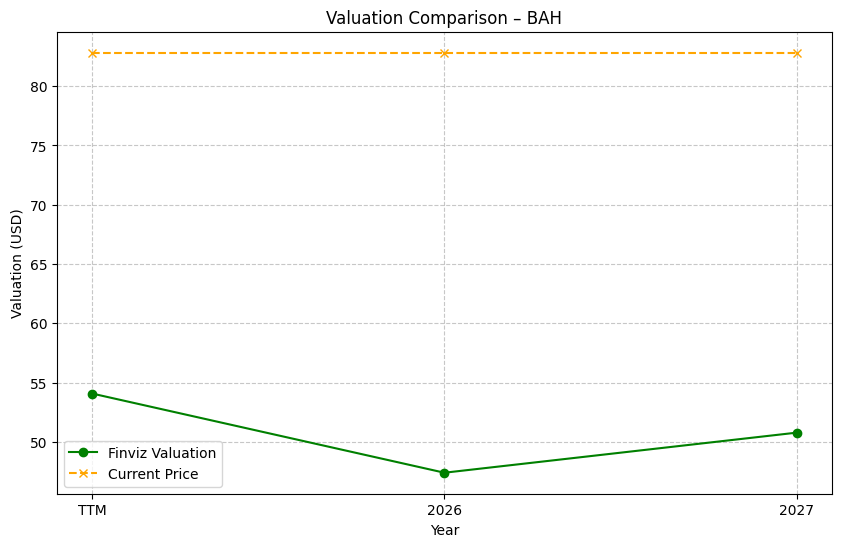 Valuation Comparison – BAH
Valuation (USD)
80
75
70
65
60
55
50
Finviz Valuation
Current Price
TTM
2026
2027
Year